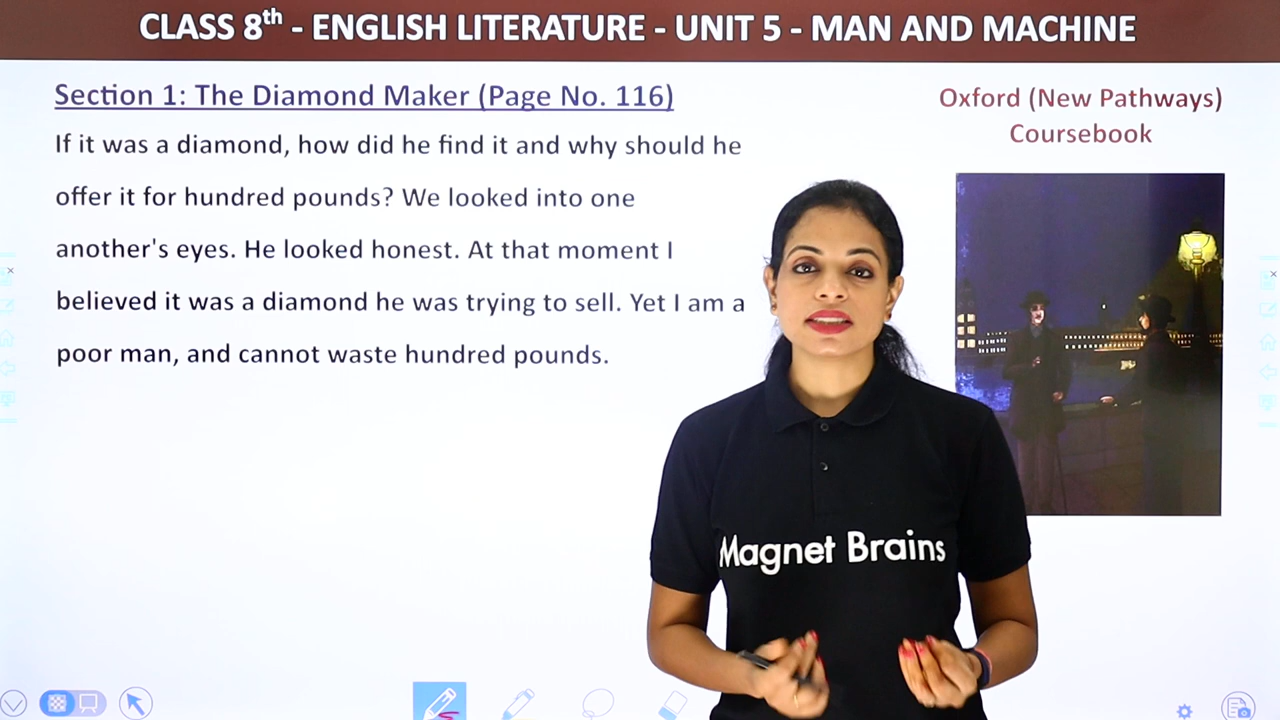 CLASS 8th - ENGLISH LITERATURE - UNIT 5 - MAN AND MACHINE
Section 1: The Diamond Maker (Page No. 116)
Oxford (New Pathways)
Coursebook
If it was a diamond, how did he find it and why should he
offer it for hundred pounds? We looked into one
another's eyes. He looked honest. At that moment I
believed it was a diamond he was trying to sell. Yet I am a
poor man, and cannot waste hundred pounds.
Magnet Brains